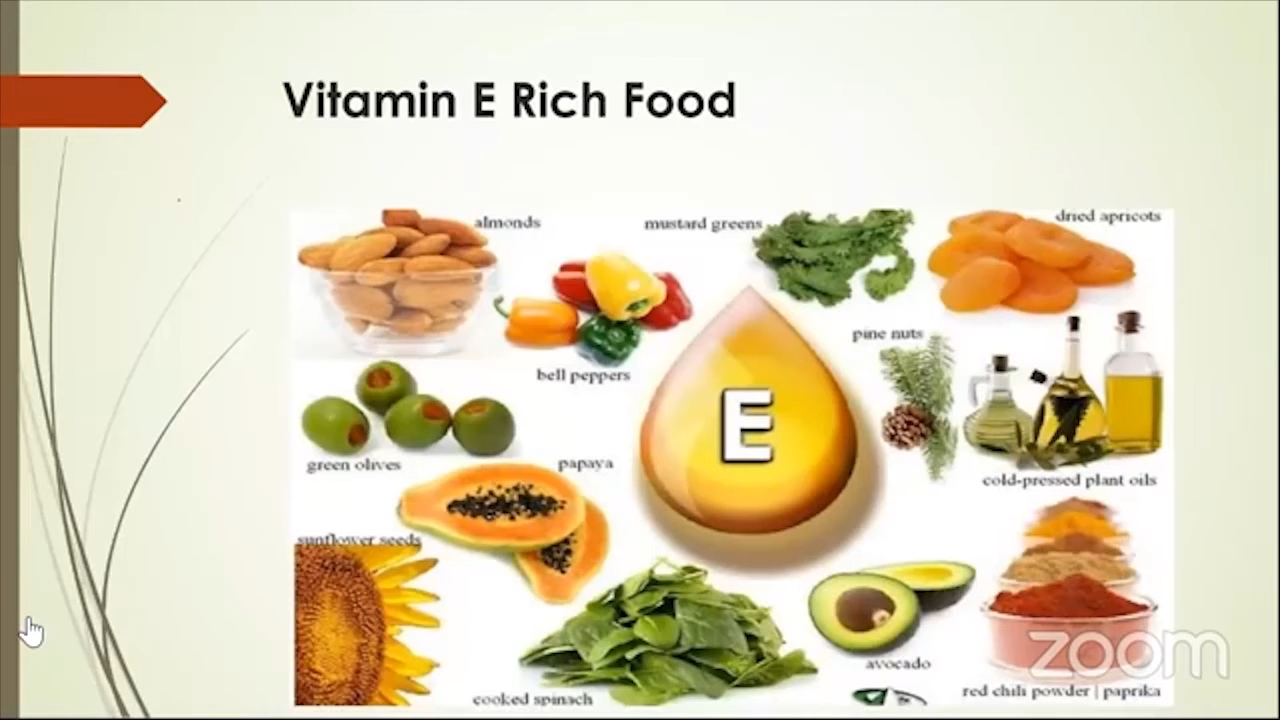 Vitamin E Rich Food
almonds
mustard greens
dried apricots
pine nuts
bell peppers
E
green olives
papaya
cold-pressed plant oils
sunflower seeds
avocado
zoom
cooked spinach
red chili powder | paprika